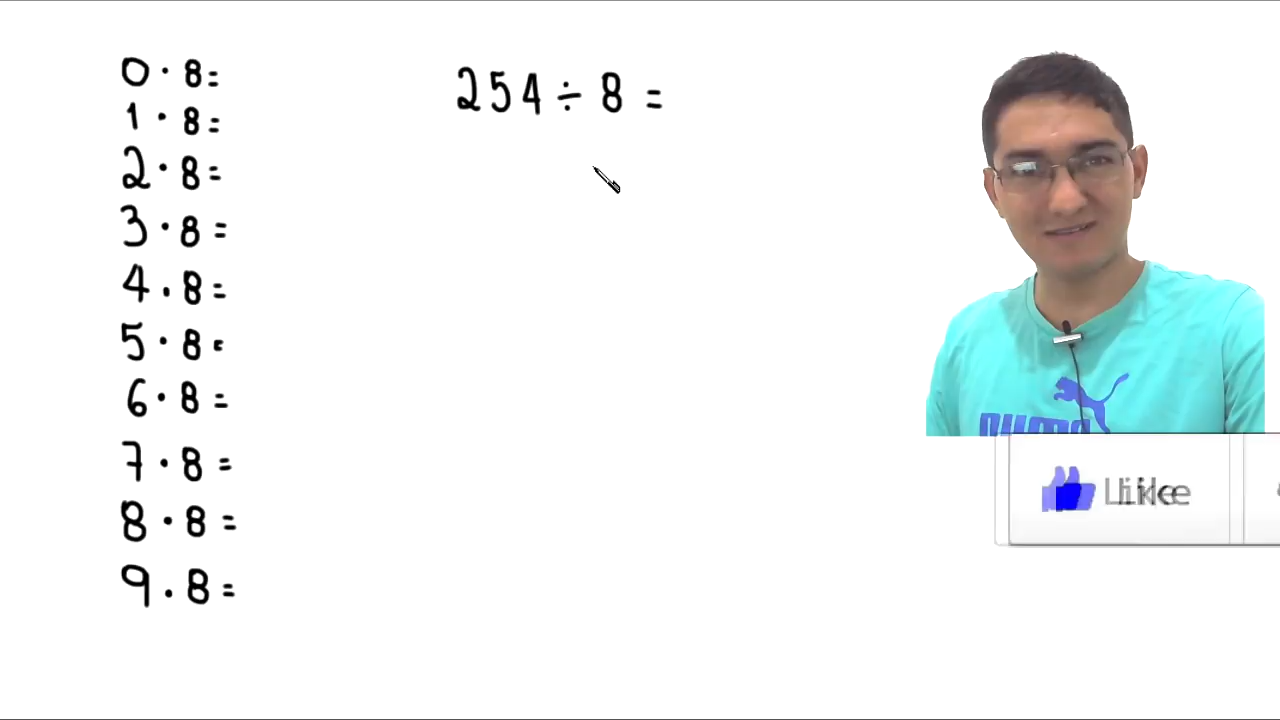 0 · 8 =
1 · 8 =
2 · 8 =
3 · 8 =
4 . 8 =
5 · 8 =
6 · 8 =
7 · 8 =
8 · 8 =
9 . 8 =
254 ÷ 8 =
PUMA
Like